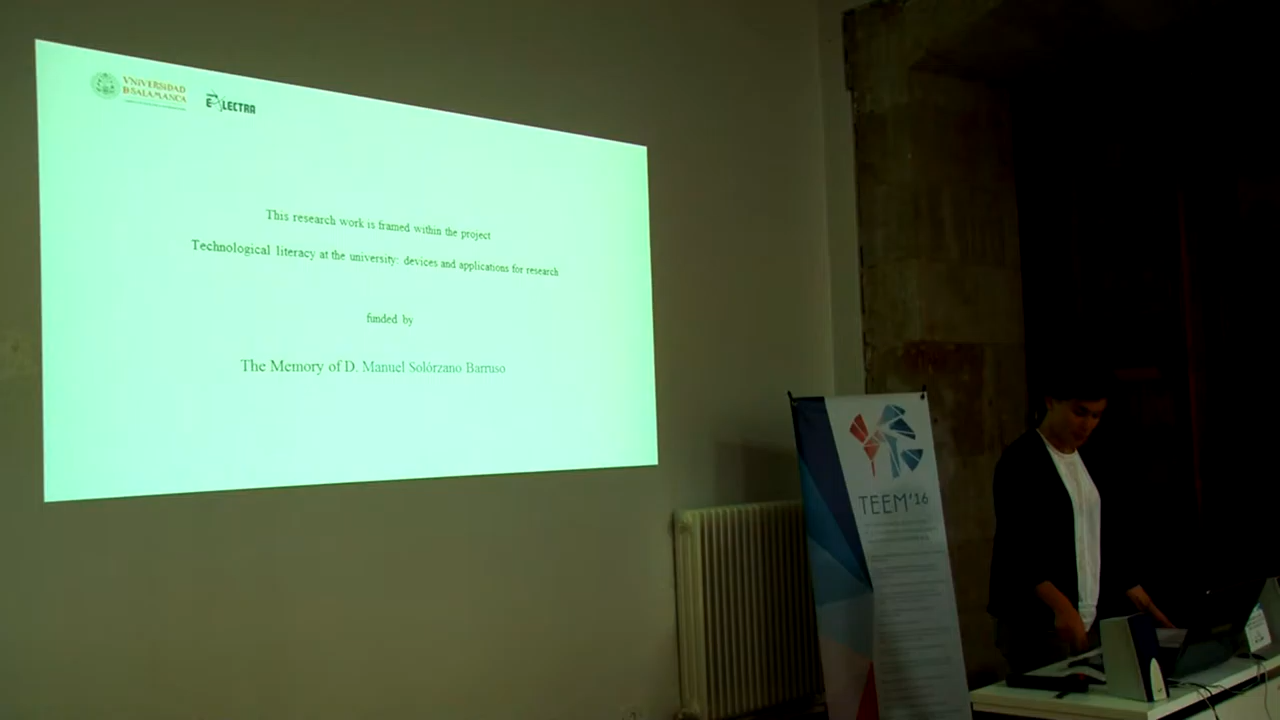 VNIVERSIDAD
D SALAMANCA
E LECTRA
This research work is framed within the project
Technological literacy at the university: devices and applications for research
funded by
The Memory of D. Manuel Solórzano Barruso
TEEM'16